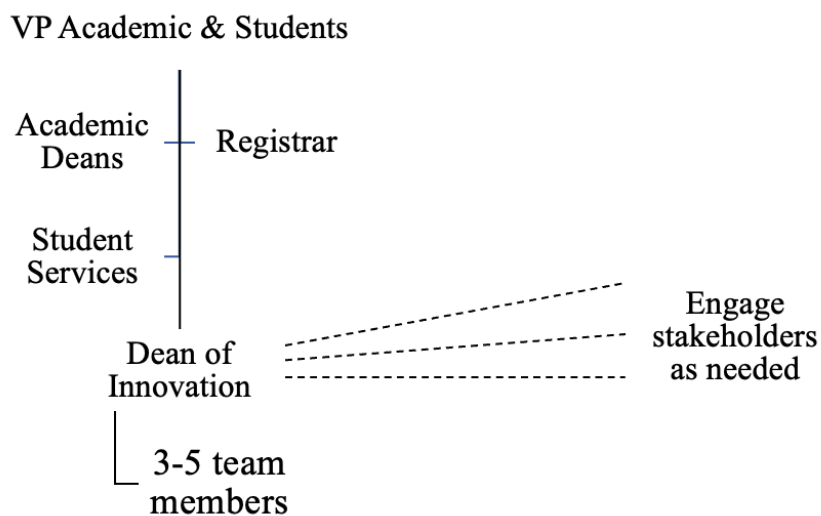 VP Academic & Students
Academic
Deans
Registrar
Student
Services
Dean of
Innovation
Engage
stakeholders
as needed
3-5 team
members